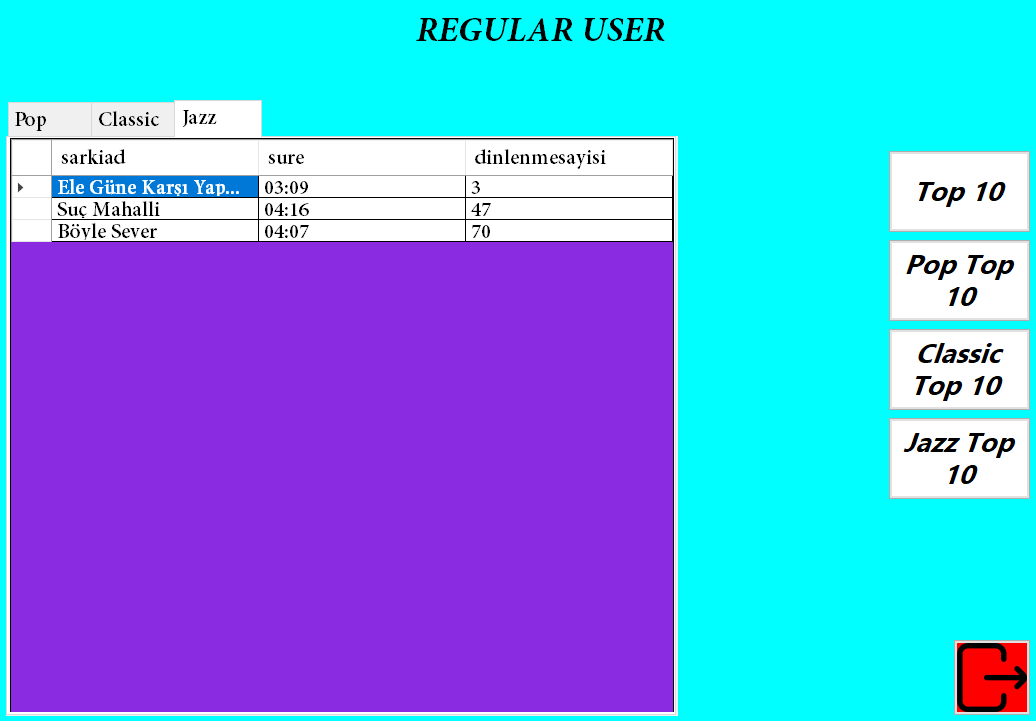 REGULAR USER
Pop Classic Jazz
sarkiad sure dinlenmesayisi
Ele Güne Karşı Yap... 03:09 3
Suç Mahalli 04:16 47
Böyle Sever 04:07 70
Top 10
Pop Top
10
Classic
Top 10
Jazz Top
10